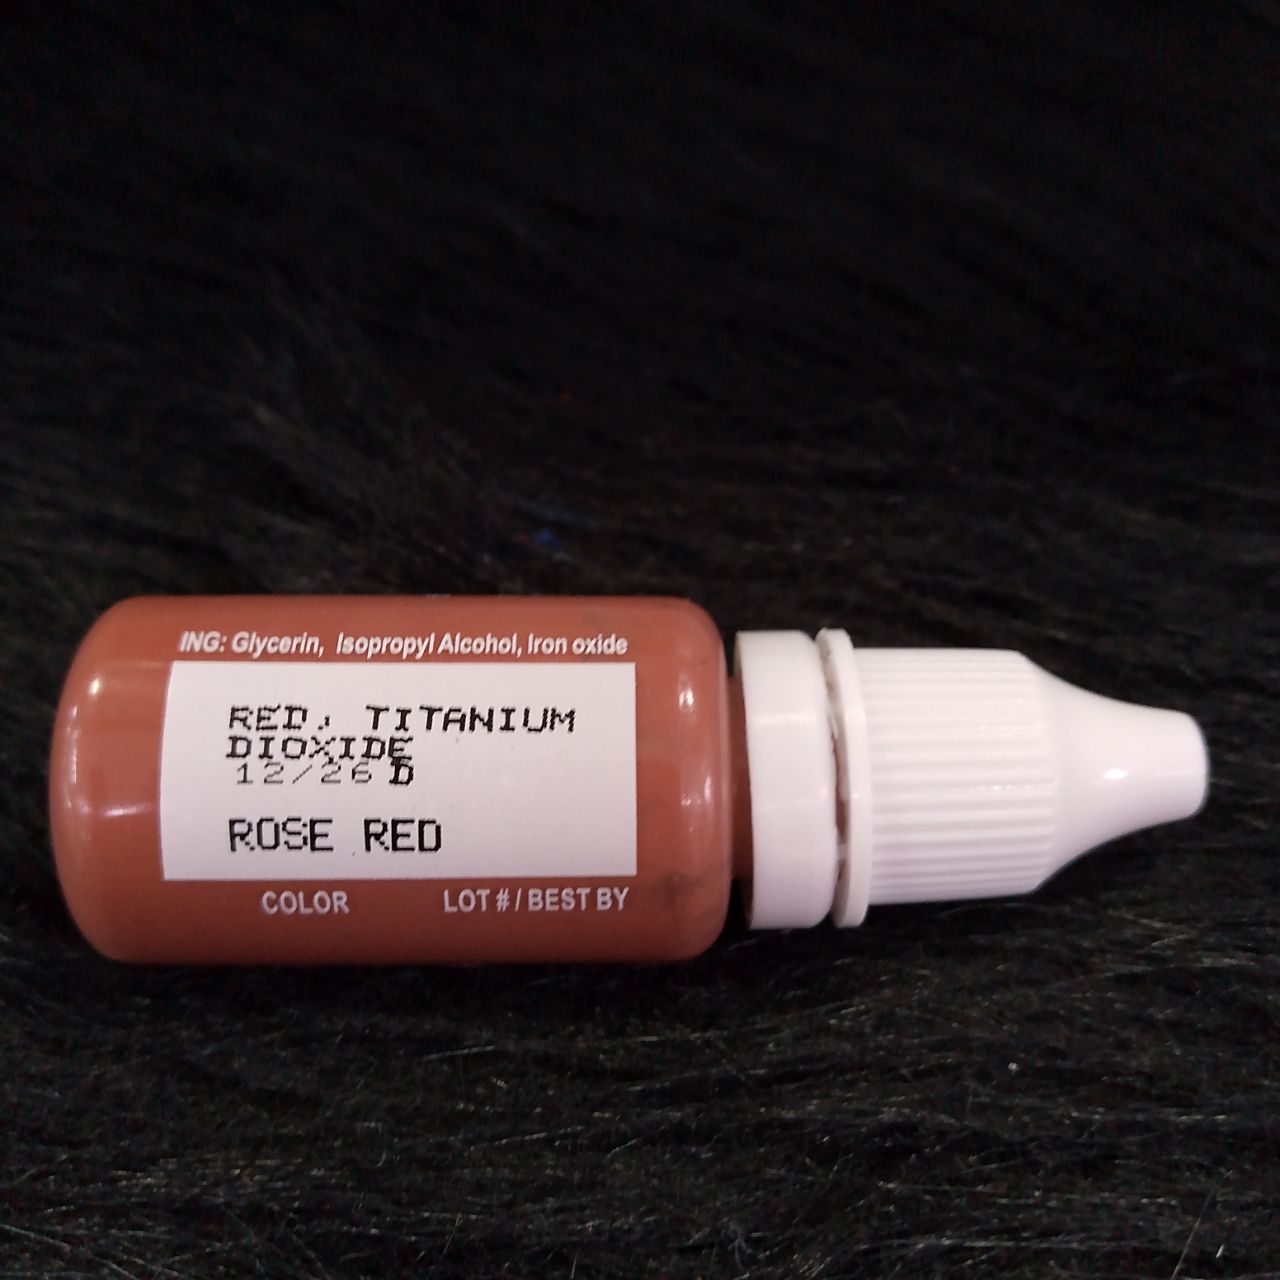 ING: Glycerin, Isopropyl Alcohol, Iron oxide
RED, TITANIUM
DIOXIDE
12/26 D
ROSE RED
COLOR LOT # / BEST BY